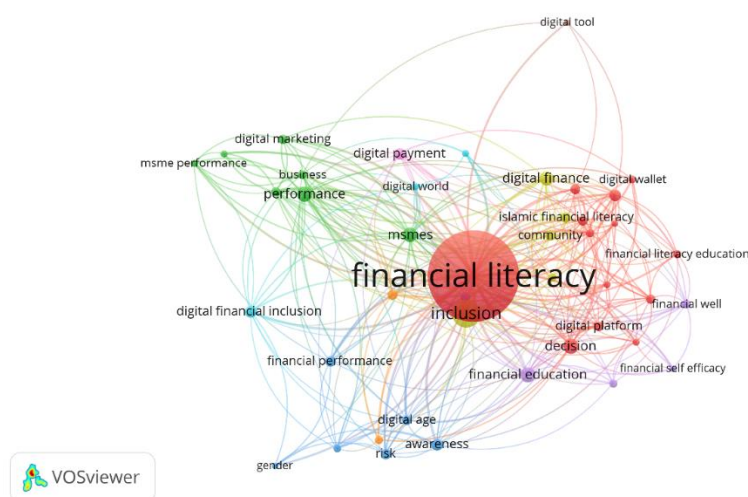 digital tool
digital marketing
msme performance
digital payment
business
digital world
digital finance
digital wallet
performance
islamic financial literacy
msmes
community
financial literacy education
financial literacy
digital financial inclusion
inclusion
financial well
digital platform
decision
financial performance
financial education
financial self efficacy
digital age
awareness
risk
gender
VOSviewer